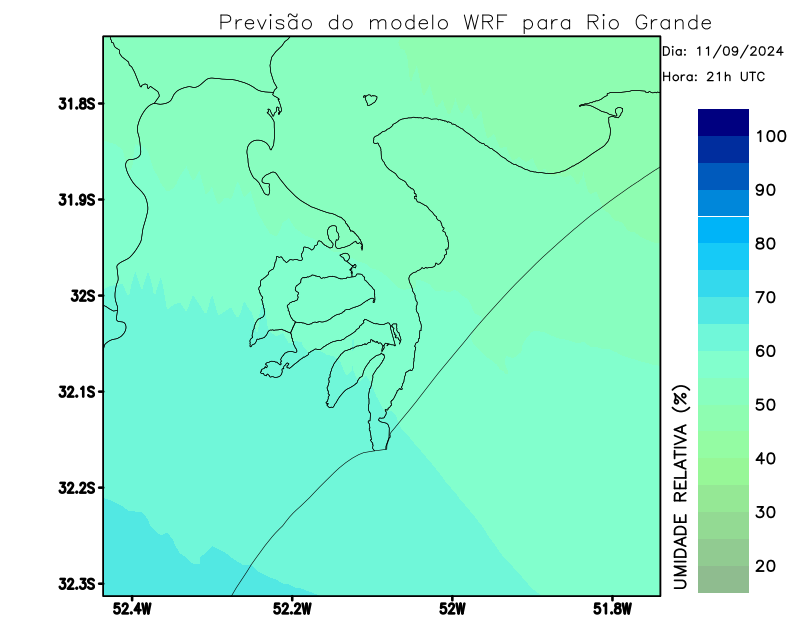 Previsão do modelo WRF para Rio Grande
Dia: 11/09/2024
Hora: 21h UTC
31.8S
31.9S
32S
32.1S
32.2S
32.3S
52.4W
52.2W
52W
51.8W
UMIDADE RELATIVA (%)
100
90
80
70
60
50
40
30
20